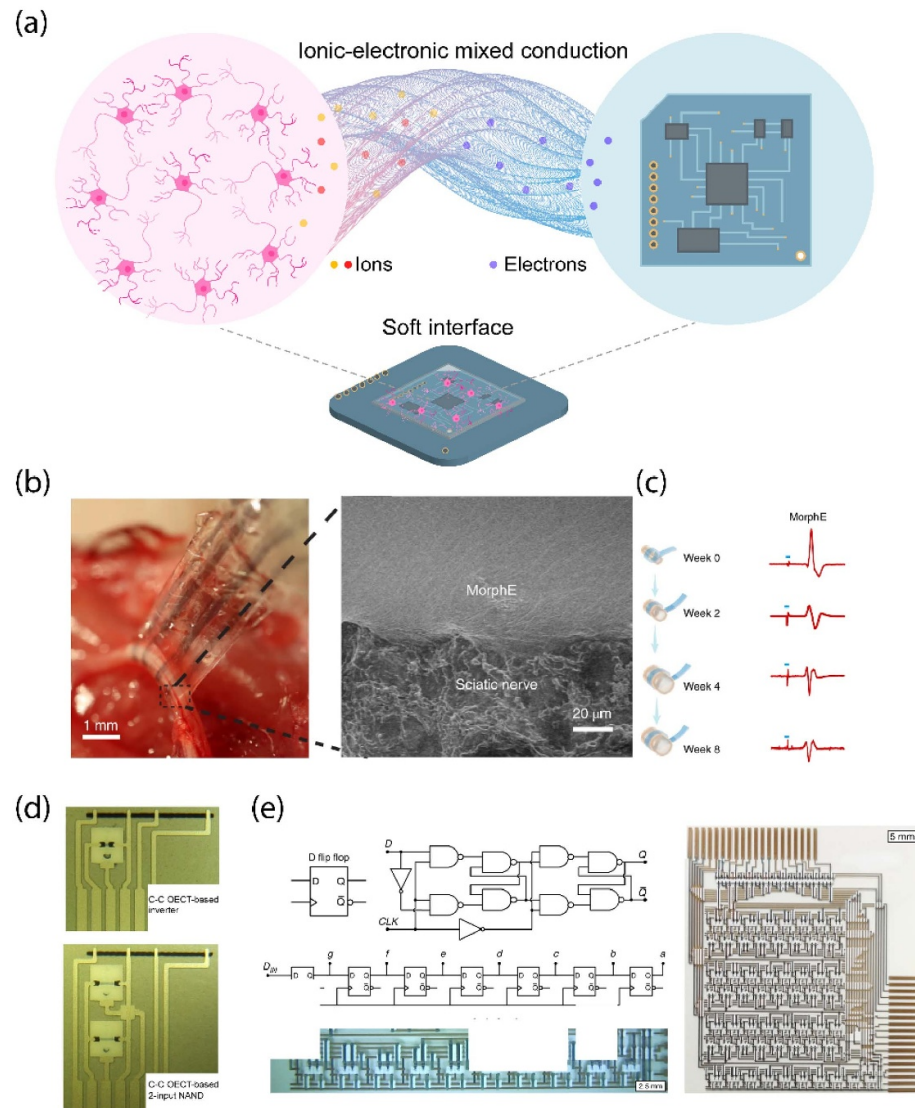 (a)
Ionic-electronic mixed conduction
Ions
Electrons
Soft interface
(b)
1 mm
MorphE
Sciatic nerve
20 μm
(c)
MorphE
Week 0
Week 2
Week 4
Week 8
(d)
C-C OECT-based
inverter
C-C OECT-based
2-input NAND
(e)
D flip flop
D Q
Q̅
D
CLK
Q
Q̅
D_IN
g f e d c b a
D Q D Q D Q D Q D Q D Q D Q
Q̅ Q̅ Q̅ Q̅ Q̅ Q̅
2.5 mm
5 mm